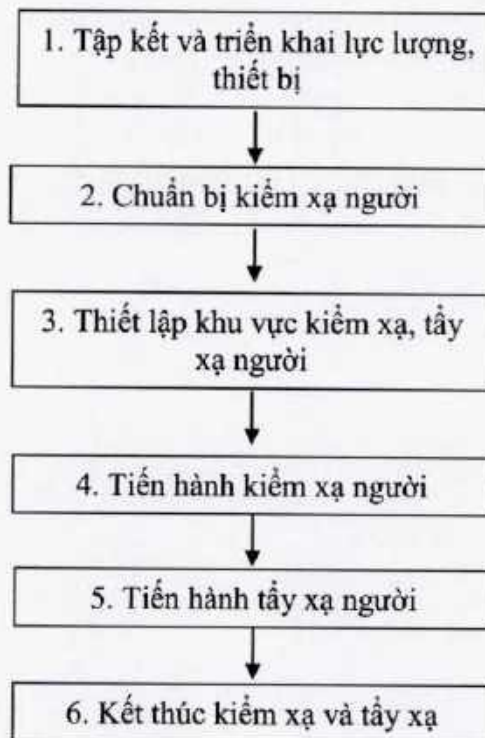 1. Tập kết và triển khai lực lượng,
thiết bị
2. Chuẩn bị kiểm xạ người
3. Thiết lập khu vực kiểm xạ, tẩy
xạ người
4. Tiến hành kiểm xạ người
5. Tiến hành tẩy xạ người
6. Kết thúc kiểm xạ và tẩy xạ